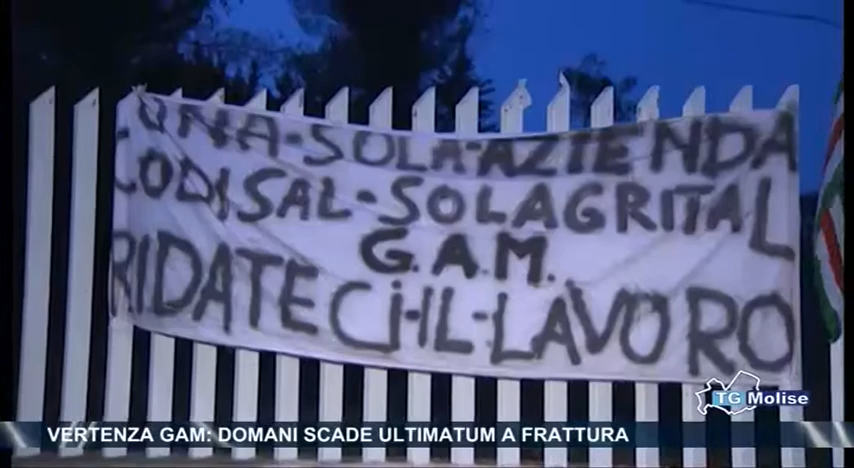 UNA-SOLA-AZIENDA
CODISAL-SOLAGRITAL
G.A.M.
RIDATECI-IL-LAVORO
TG Molise
VERTENZA GAM: DOMANI SCADE ULTIMATUM A FRATTURA